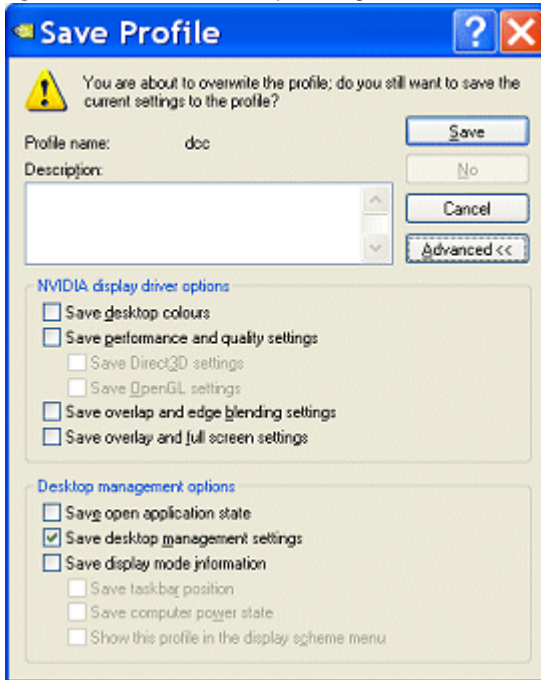 Save Profile
You are about to overwrite the profile; do you still want to save the
current settings to the profile?
Save
Profile name: dcc
No
Description:
Cancel
Advanced <<
NVIDIA display driver options
Save desktop colours
Save performance and quality settings
Save Direct3D settings
Save OpenGL settings
Save overlap and edge blending settings
Save overlay and full screen settings
Desktop management options
Save open application state
Save desktop management settings
Save display mode information
Save taskbar position
Save computer power state
Show this profile in the display scheme menu